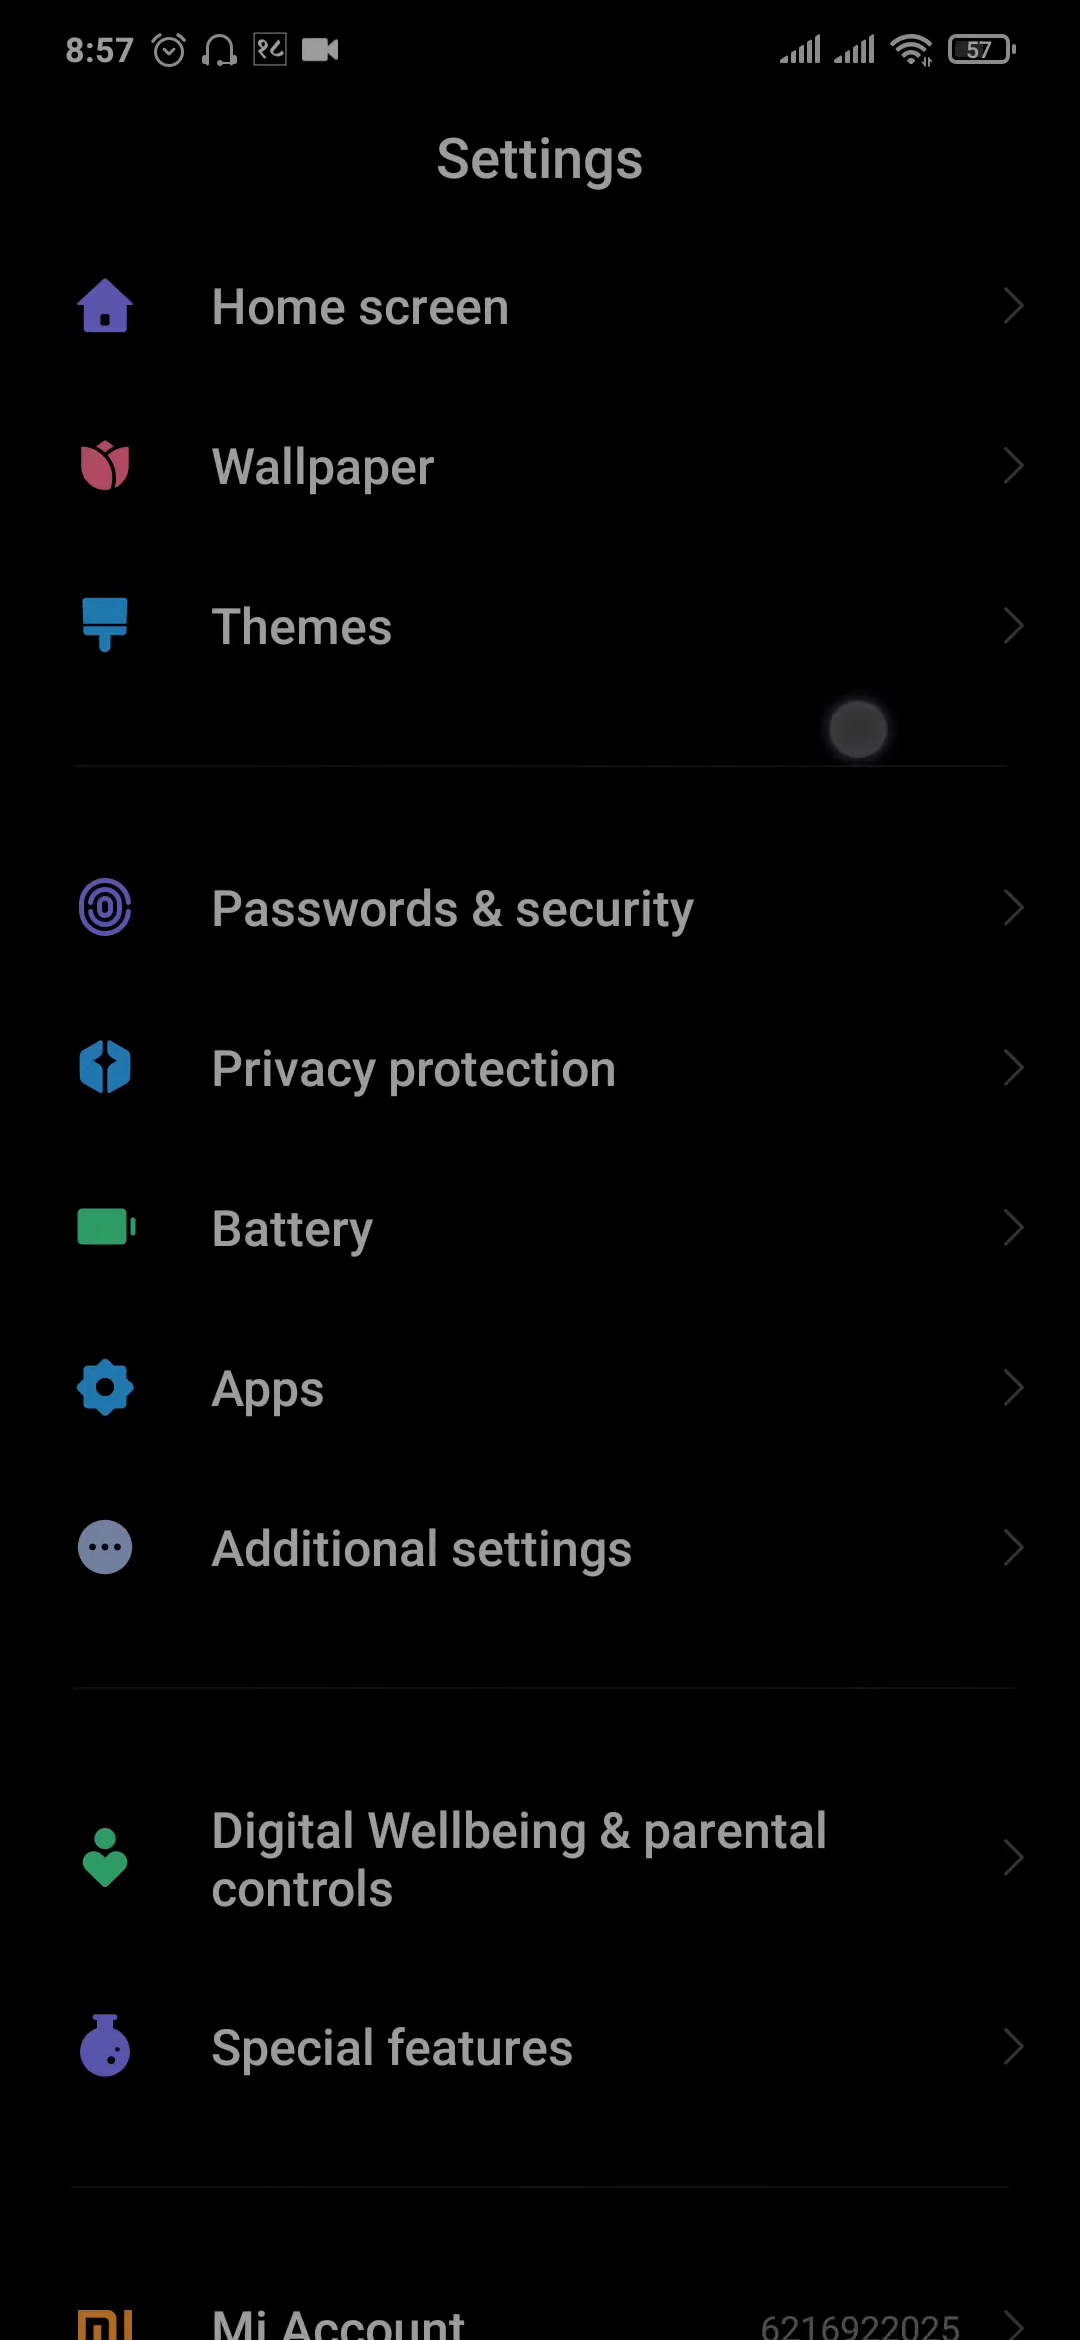 8:57 १८ 57
Settings
Home screen
Wallpaper
Themes
Passwords & security
Privacy protection
Battery
Apps
Additional settings
Digital Wellbeing & parental
controls
Special features
Mi Account 6216922025